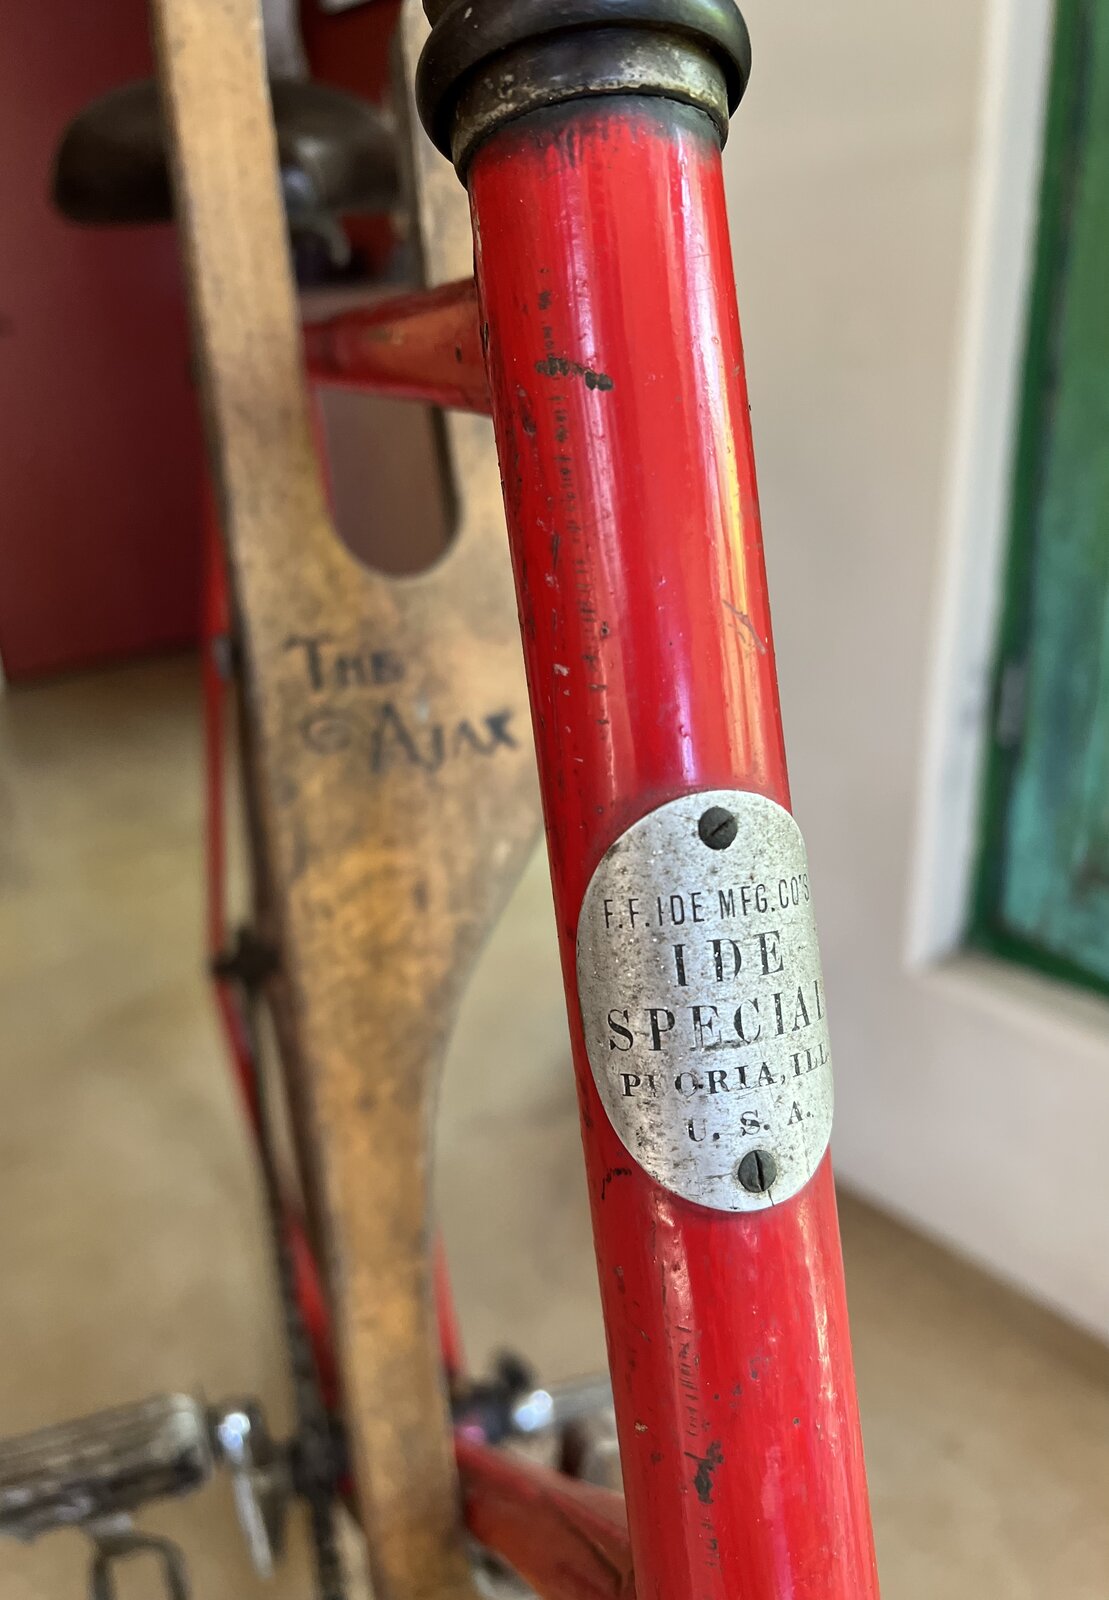 THE
AJAX
F.F. IDE MFG. CO'S
IDE
SPECIAL
PEORIA, ILL.
U. S. A.